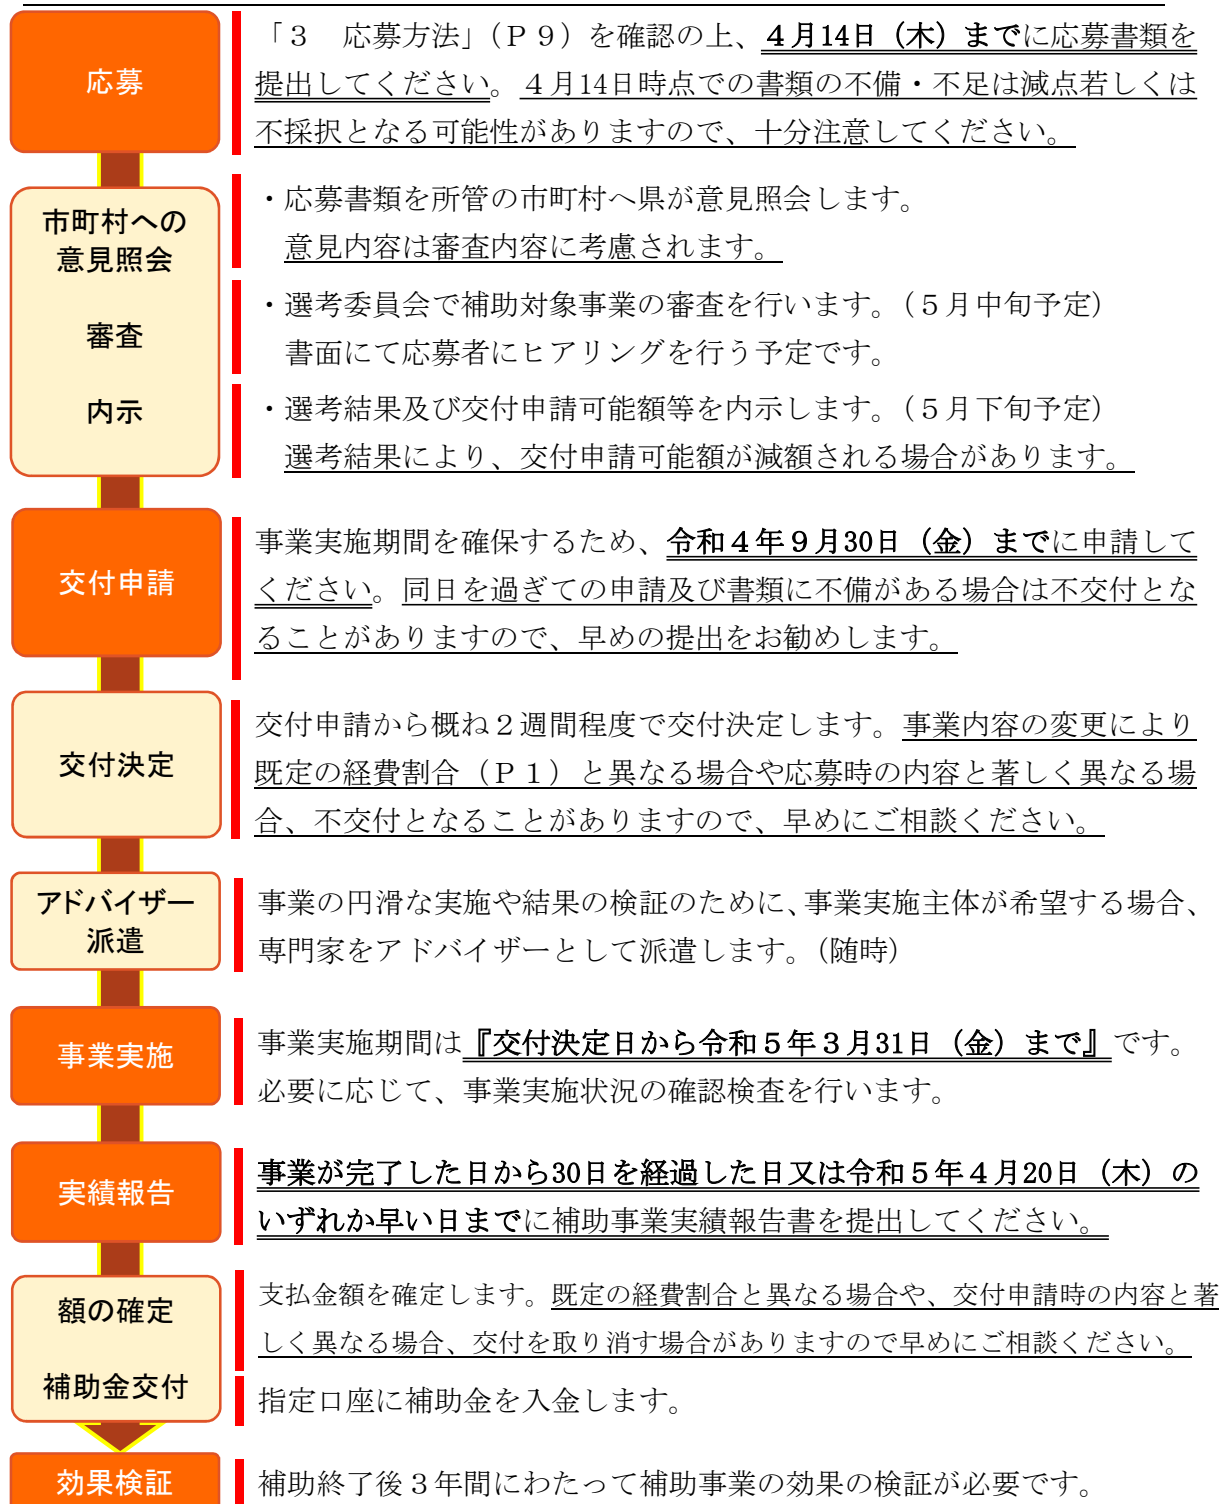 応募
「３　応募方法」（Ｐ９）を確認の上、４月14日（木）までに応募書類を
提出してください。４月14日時点での書類の不備・不足は減点若しくは
不採択となる可能性がありますので、十分注意してください。
市町村への
意見照会
・応募書類を所管の市町村へ県が意見照会します。
意見内容は審査内容に考慮されます。
審査
・選考委員会で補助対象事業の審査を行います。（５月中旬予定）
書面にて応募者にヒアリングを行う予定です。
内示
・選考結果及び交付申請可能額等を内示します。（５月下旬予定）
選考結果により、交付申請可能額が減額される場合があります。
交付申請
事業実施期間を確保するため、令和４年９月30日（金）までに申請して
ください。同日を過ぎての申請及び書類に不備がある場合は不交付とな
ることがありますので、早めの提出をお勧めします。
交付決定
交付申請から概ね２週間程度で交付決定します。事業内容の変更により
既定の経費割合（Ｐ１）と異なる場合や応募時の内容と著しく異なる場
合、不交付となることがありますので、早めにご相談ください。
アドバイザー
派遣
事業の円滑な実施や結果の検証のために、事業実施主体が希望する場合、
専門家をアドバイザーとして派遣します。（随時）
事業実施
事業実施期間は『交付決定日から令和５年３月31日（金）まで』です。
必要に応じて、事業実施状況の確認検査を行います。
実績報告
事業が完了した日から30日を経過した日又は令和５年４月20日（木）の
いずれか早い日までに補助事業実績報告書を提出してください。
額の確定
支払金額を確定します。既定の経費割合と異なる場合や、交付申請時の内容と著
しく異なる場合、交付を取り消す場合がありますので早めにご相談ください。
補助金交付
指定口座に補助金を入金します。
効果検証
補助終了後３年間にわたって補助事業の効果の検証が必要です。